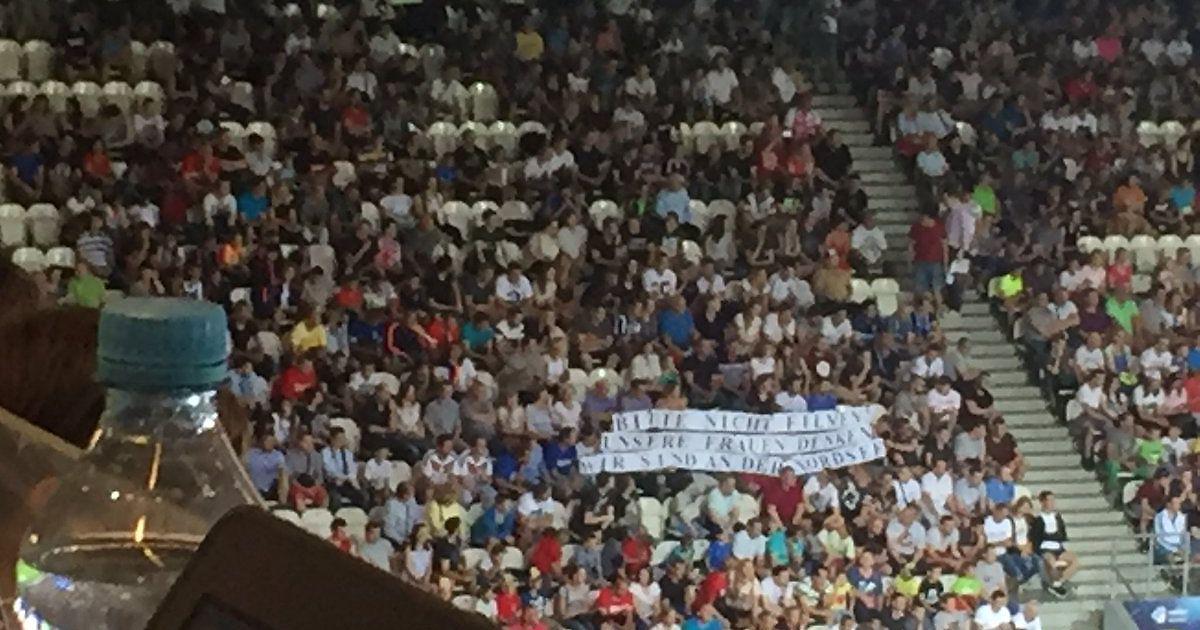 BITTE NICHT FILMEN
UNSERE FRAUEN DENKEN
WIR SIND AN DER NORDSEE